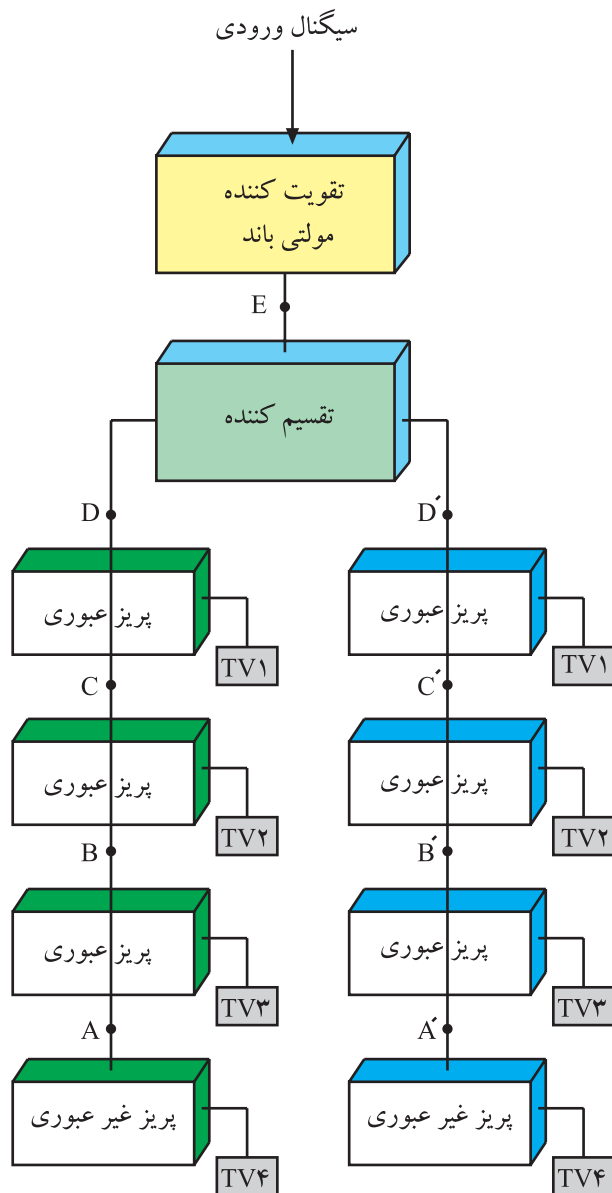 سیگنال ورودی
تقویت کننده
مولتی باند
E
تقسیم کننده
D D´
پریز عبوری پریز عبوری
TV۱ TV۱
C C´
پریز عبوری پریز عبوری
TV۲ TV۲
B B´
پریز عبوری پریز عبوری
TV۳ TV۳
A A´
پریز غیر عبوری پریز غیر عبوری
TV۴ TV۴